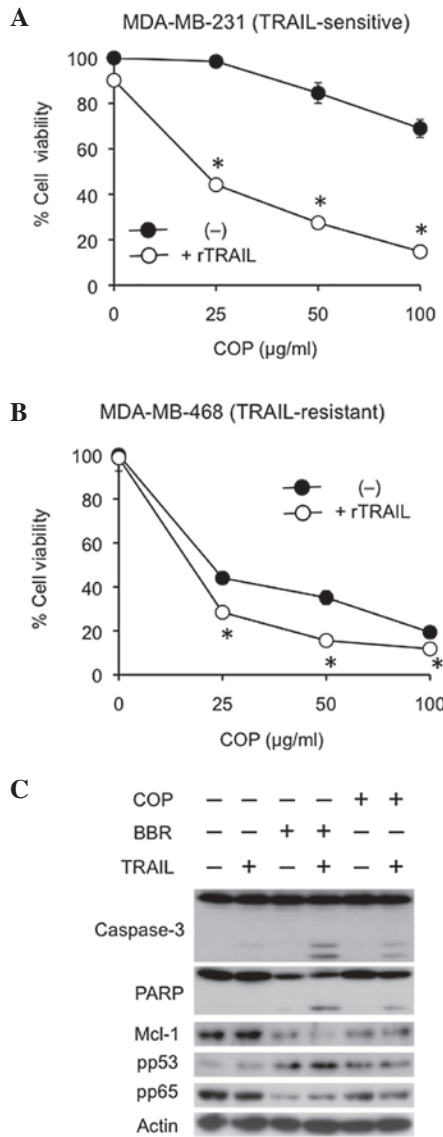 A
MDA-MB-231 (TRAIL-sensitive)
% Cell viability
100
80
60
40
20
0
* * *
(–)
+ rTRAIL
0 25 50 100
COP (µg/ml)
B
MDA-MB-468 (TRAIL-resistant)
% Cell viability
100
80
60
40
20
0
(–)
+ rTRAIL
* * *
0 25 50 100
COP (µg/ml)
C
COP – – – – + +
BBR – – + + – –
TRAIL – + – + – +
Caspase-3
PARP
Mcl-1
pp53
pp65
Actin